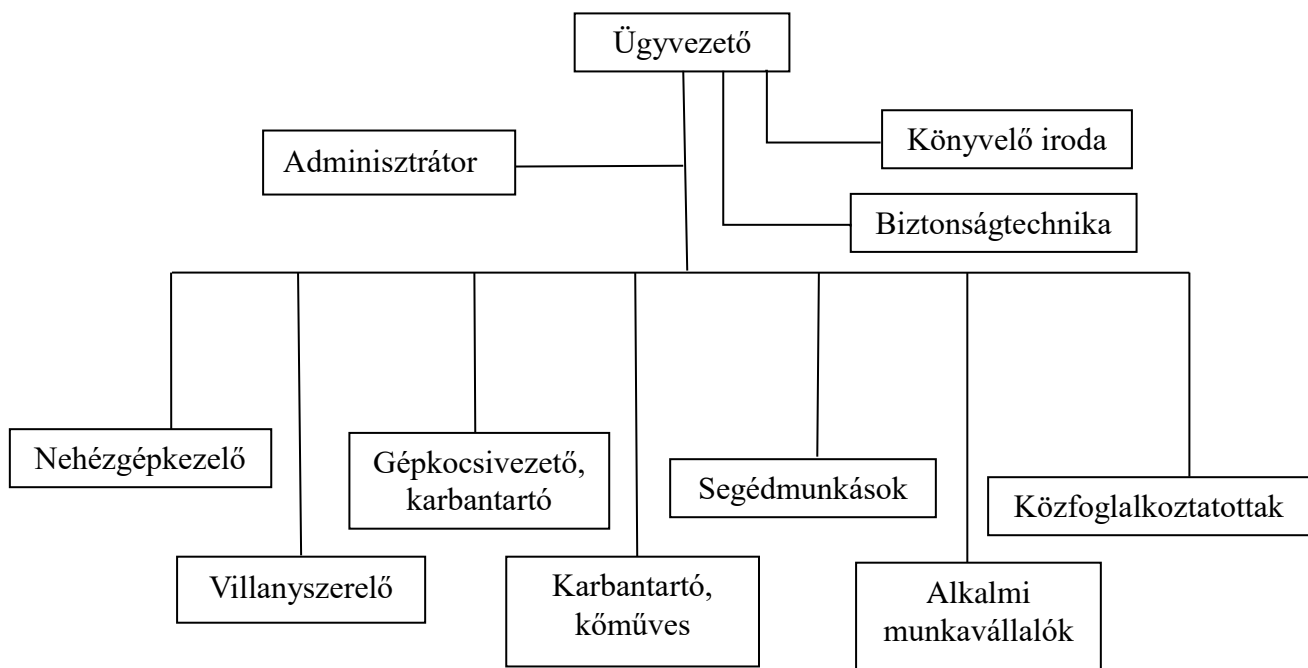 Ügyvezető
Könyvelő iroda
Adminisztrátor
Biztonságtechnika
Nehézgépkezelő
Gépkocsivezető,
karbantartó
Segédmunkások
Közfoglalkoztatottak
Villanyszerelő
Karbantartó,
kőműves
Alkalmi
munkavállalók